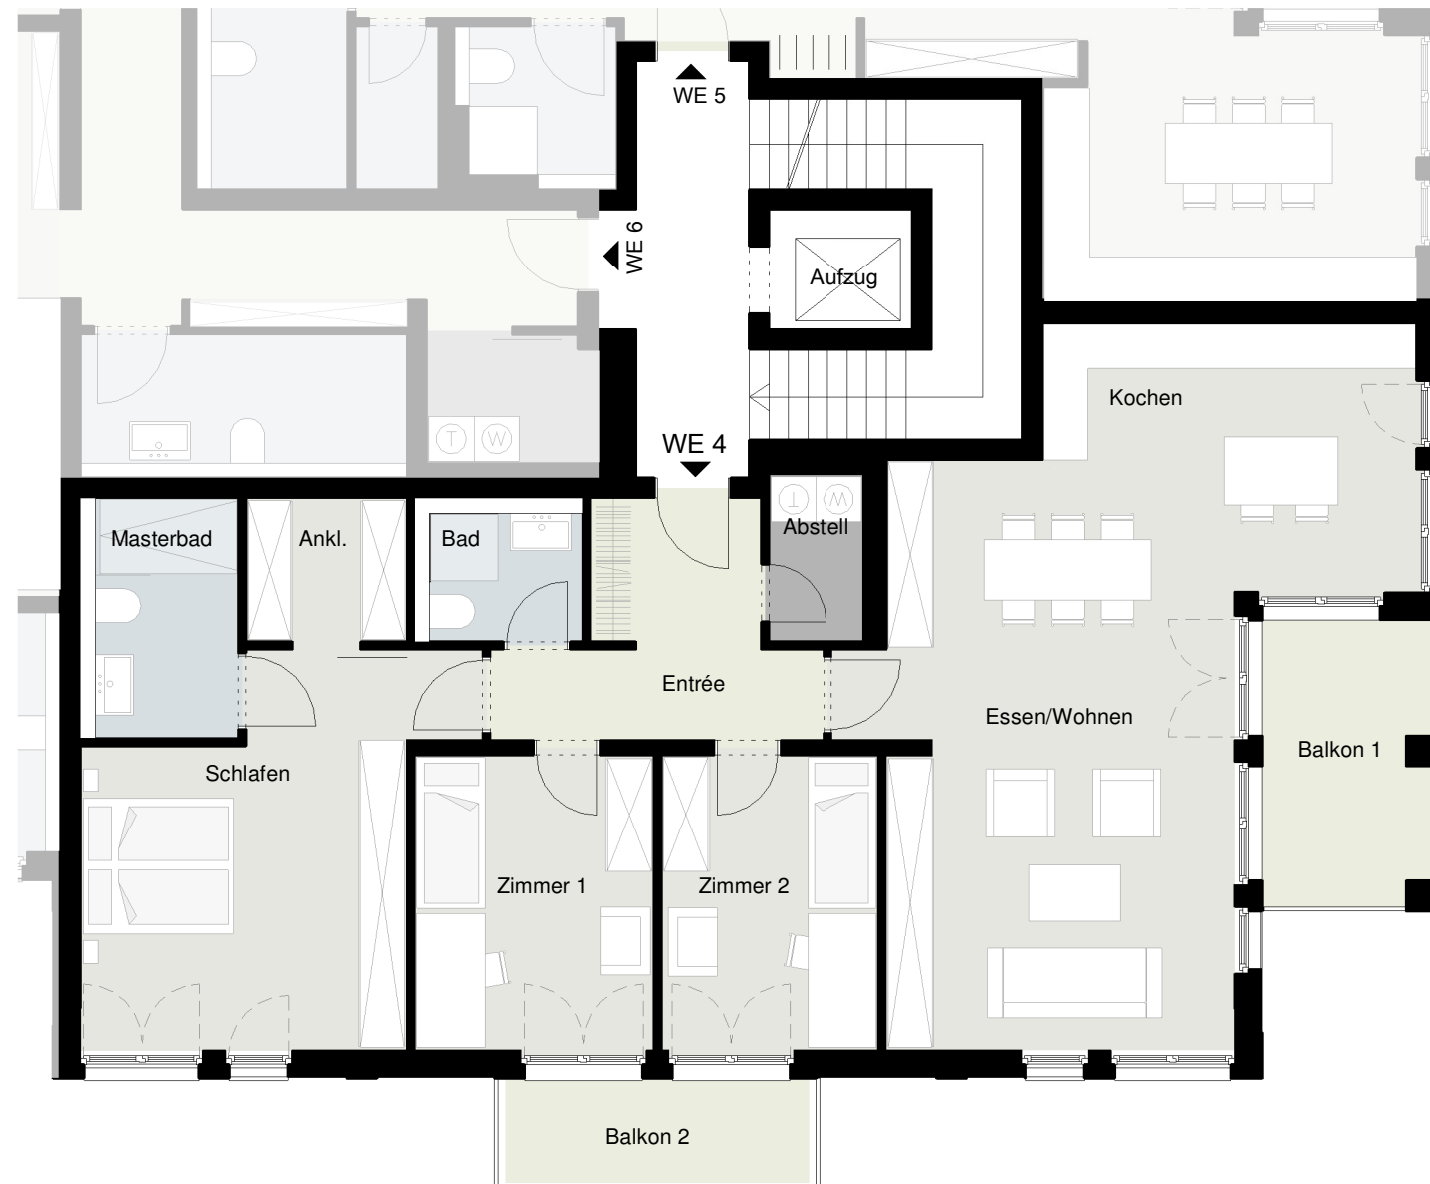 WE 5
WE 6
Aufzug
Kochen
WE 4
T W
T W
Masterbad
Ankl.
Bad
Abstell
Entrée
Essen/Wohnen
Balkon 1
Schlafen
Zimmer 1
Zimmer 2
Balkon 2